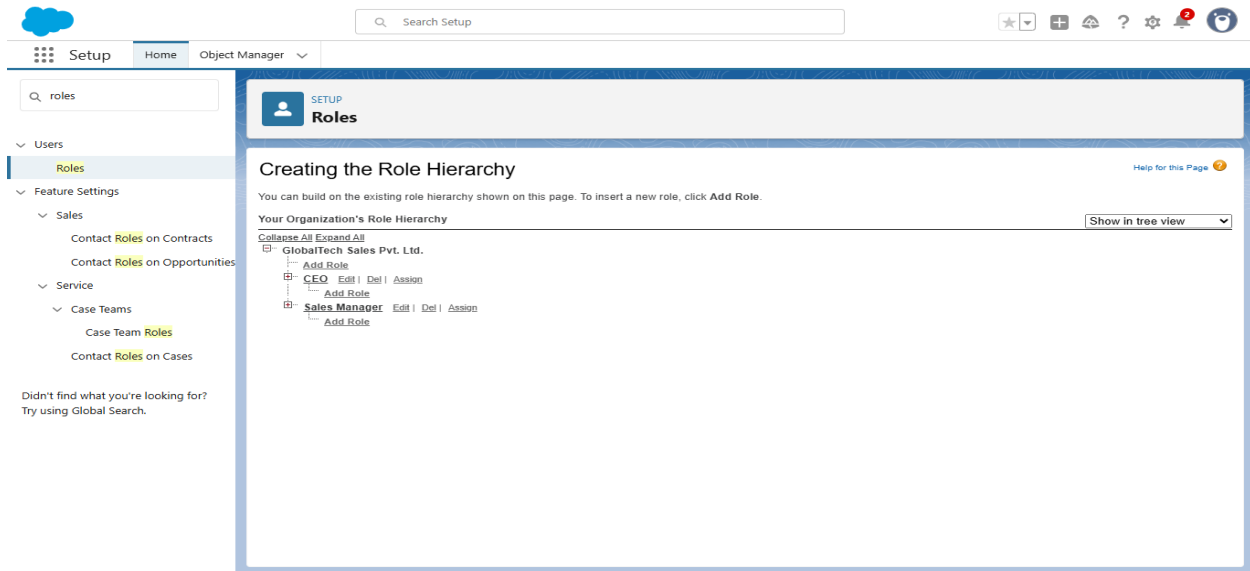 Search Setup
2
Setup
Home
Object Manager
roles
Users
Roles
Feature Settings
Sales
Contact Roles on Contracts
Contact Roles on Opportunities
Service
Case Teams
Case Team Roles
Contact Roles on Cases
Didn't find what you're looking for?
Try using Global Search.
SETUP
Roles
Creating the Role Hierarchy
Help for this Page ?
You can build on the existing role hierarchy shown on this page. To insert a new role, click Add Role.
Your Organization's Role Hierarchy
Show in tree view
Collapse All Expand All
GlobalTech Sales Pvt. Ltd.
Add Role
CEO Edit | Del | Assign
Add Role
Sales Manager Edit | Del | Assign
Add Role